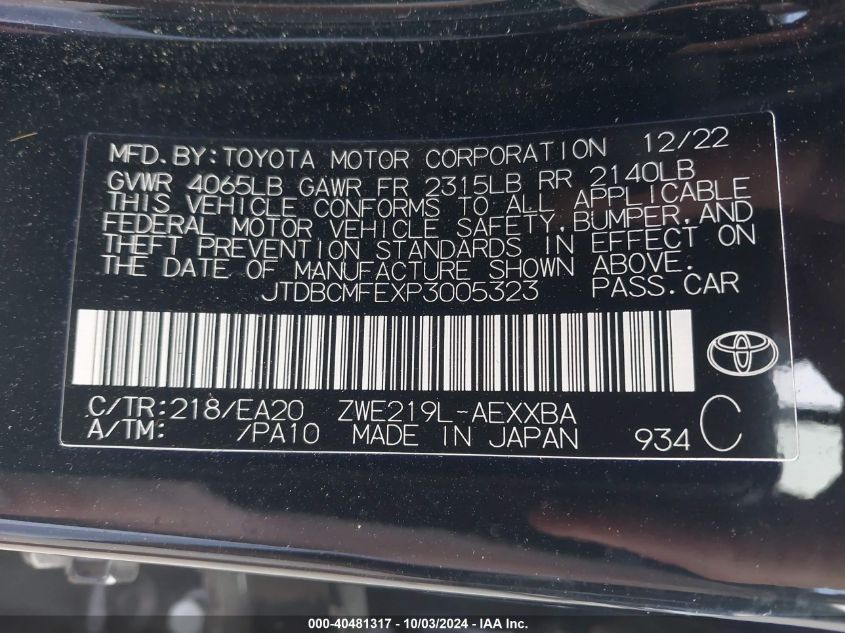 MFD.BY:TOYOTA MOTOR CORPORATION 12/22
GVWR 4065LB GAWR FR 2315LB RR 2140LB
THIS VEHICLE CONFORMS TO ALL APPLICABLE
FEDERAL MOTOR VEHICLE SAFETY,BUMPER,AND
THEFT PREVENTION STANDARDS IN EFFECT ON
THE DATE OF MANUFACTURE SHOWN ABOVE.
JTDBCMFEXP3005323 PASS.CAR
C/TR:218/EA20 ZWE219L-AEXXBA
A/TM: /PA10 MADE IN JAPAN 934 C
000-40481317 - 10/03/2024 - IAA Inc.